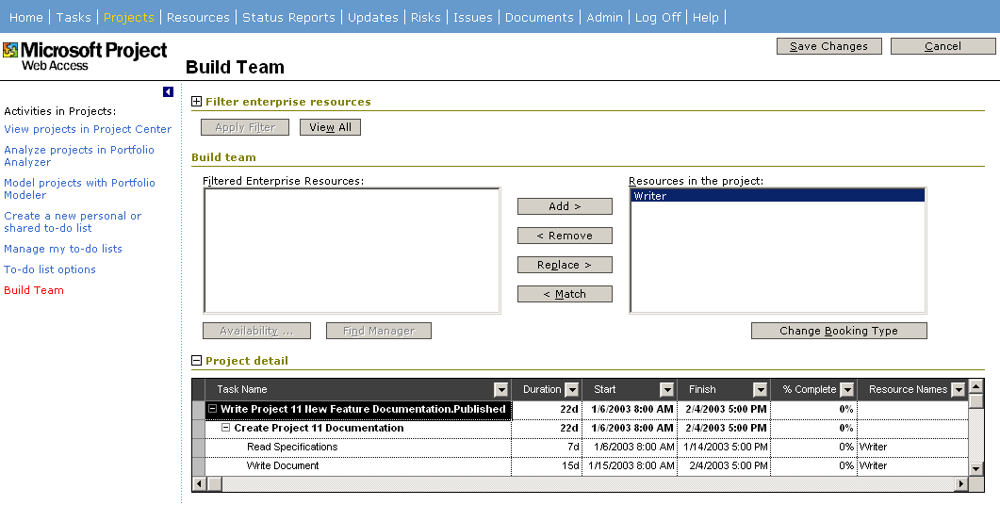 Home | Tasks | Projects | Resources | Status Reports | Updates | Risks | Issues | Documents | Admin | Log Off | Help |
Microsoft Project
Web Access
Build Team
Save Changes
Cancel
Activities in Projects:
View projects in Project Center
Analyze projects in Portfolio
Analyzer
Model projects with Portfolio
Modeler
Create a new personal or
shared to-do list
Manage my to-do lists
To-do list options
Build Team
Filter enterprise resources
Apply Filter
View All
Build team
Filtered Enterprise Resources:
Resources in the project:
Writer
Add >
< Remove
Replace >
< Match
Availability ...
Find Manager
Change Booking Type
Project detail
Task Name Duration Start Finish % Complete Resource Names
Write Project 11 New Feature Documentation.Published 22d 1/6/2003 8:00 AM 2/4/2003 5:00 PM 0%
Create Project 11 Documentation 22d 1/6/2003 8:00 AM 2/4/2003 5:00 PM 0%
Read Specifications 7d 1/6/2003 8:00 AM 1/14/2003 5:00 PM 0% Writer
Write Document 15d 1/15/2003 8:00 AM 2/4/2003 5:00 PM 0% Writer